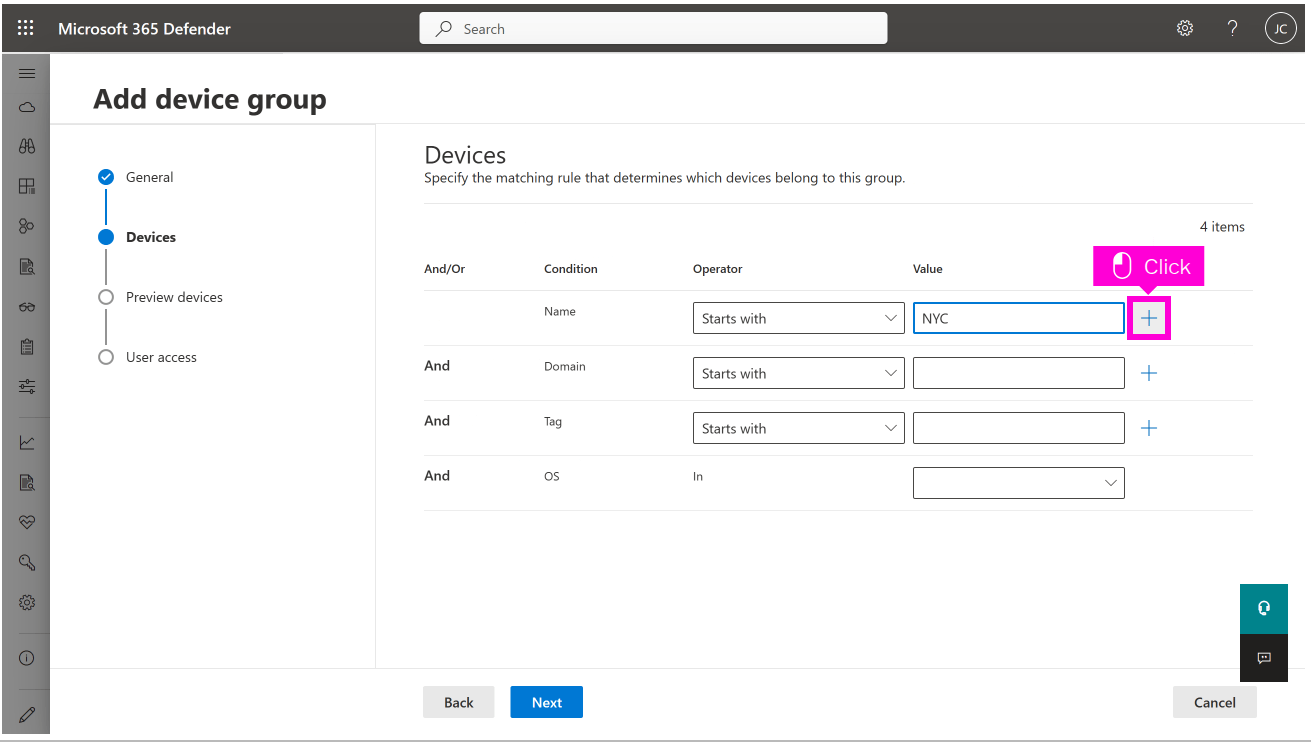 Microsoft 365 Defender
Search
JC
Add device group
General
Devices
Preview devices
User access
Devices
Specify the matching rule that determines which devices belong to this group.
4 items
Click
And/Or Condition Operator Value
Name Starts with NYC
And Domain Starts with
And Tag Starts with
And OS In
Back Next Cancel